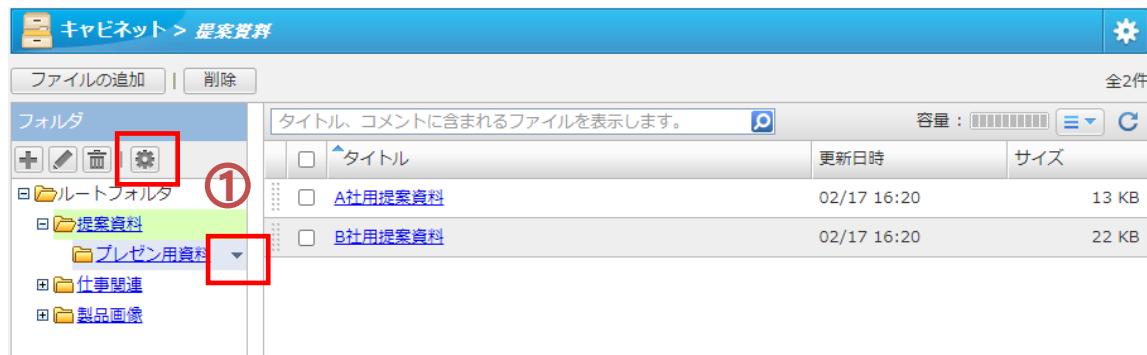 キャビネット > 提案資料
ファイルの追加 | 削除
全2件
フォルダ
タイトル、コメントに含まれるファイルを表示します。
容量：
タイトル 更新日時 サイズ
①
ルートフォルダ
A社用提案資料 02/17 16:20 13 KB
提案資料
B社用提案資料 02/17 16:20 22 KB
プレゼン用資料
仕事関連
製品画像